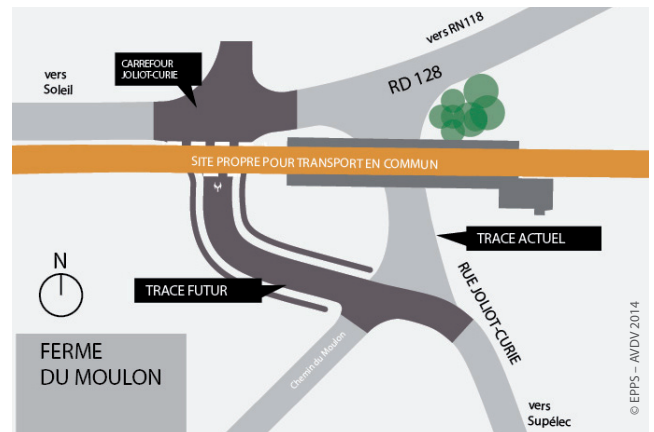 vers RN118
vers
Soleil
CARREFOUR
JOLIOT-CURIE
RD 128
SITE PROPRE POUR TRANSPORT EN COMMUN
TRACE ACTUEL
N
TRACE FUTUR
RUE JOLIOT-CURIE
FERME
DU MOULON
Chemin du Moulon
vers
Supélec
© EPPS – AVDV 2014